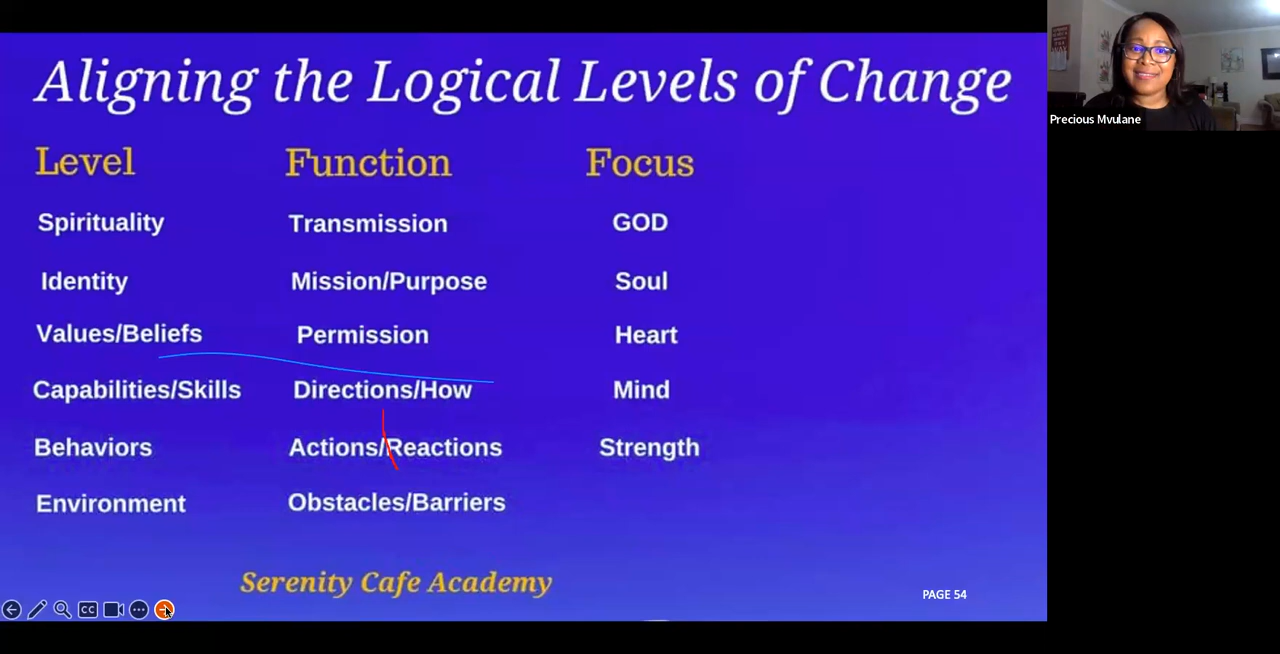 Aligning the Logical Levels of Change
Level Function Focus
Spirituality Transmission GOD
Identity Mission/Purpose Soul
Values/Beliefs Permission Heart
Capabilities/Skills Directions/How Mind
Behaviors Actions/Reactions Strength
Environment Obstacles/Barriers
Serenity Cafe Academy
PAGE 54
CC
Precious Mvulane